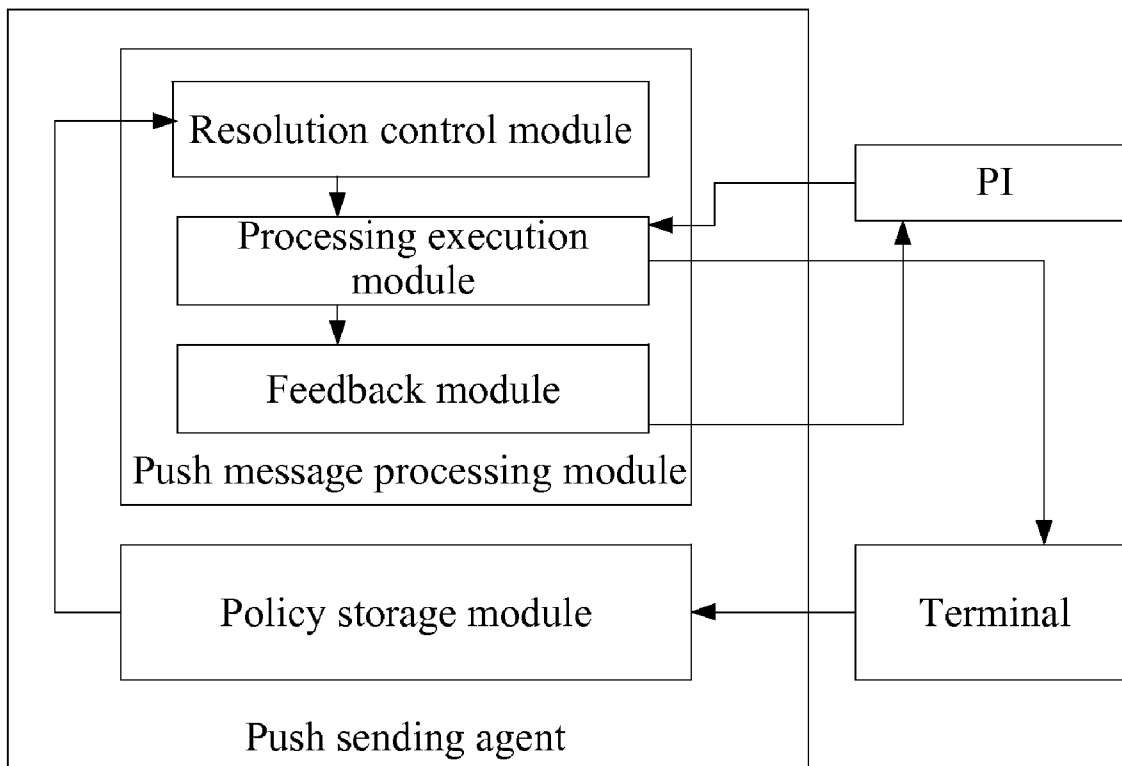 Resolution control module
PI
Processing execution
module
Feedback module
Push message processing module
Policy storage module
Terminal
Push sending agent